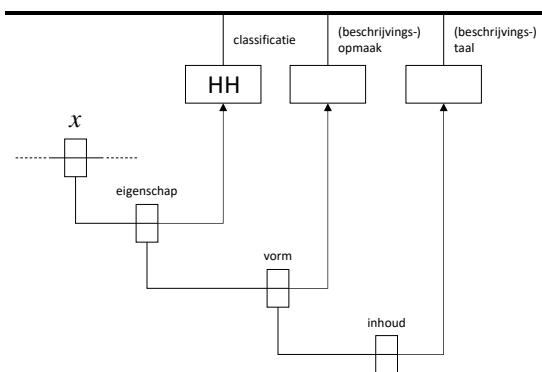 classificatie
(beschrijvings-)
opmaak
(beschrijvings-)
taal
HH
x
eigenschap
vorm
inhoud